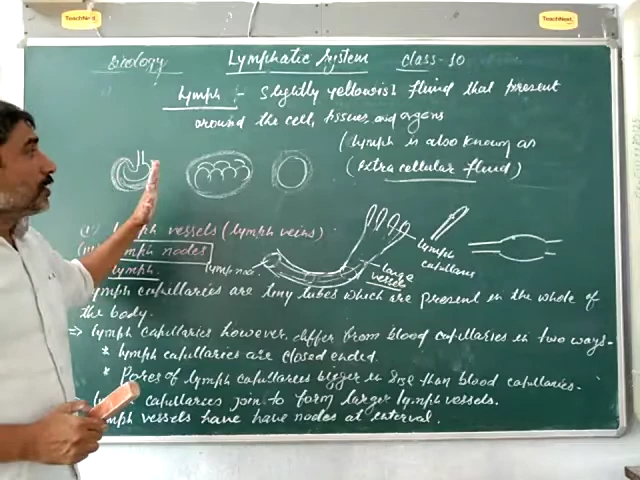 TeachNext TeachNext
Biology Lymphatic System Class-10
Lymph :- Slightly yellowish fluid that present
around the cell, tissues, and organs
(Lymph is also known as
(Extra cellular fluid)
(i) Lymph vessels (lymph veins)
Lymph nodes
Lymph.
Lymph
Lymph
capillaries
large
vessels
Lymph capillaries are tiny tubes which are present in the whole of
the body.
⇒ Lymph capillaries however, differ from blood capillaries in two ways-
* Lymph capillaries are closed ended.
* Pores of lymph capillaries bigger in size than blood capillaries.
capillaries join to form larger lymph vessels.
Lymph vessels have have nodes at interval.